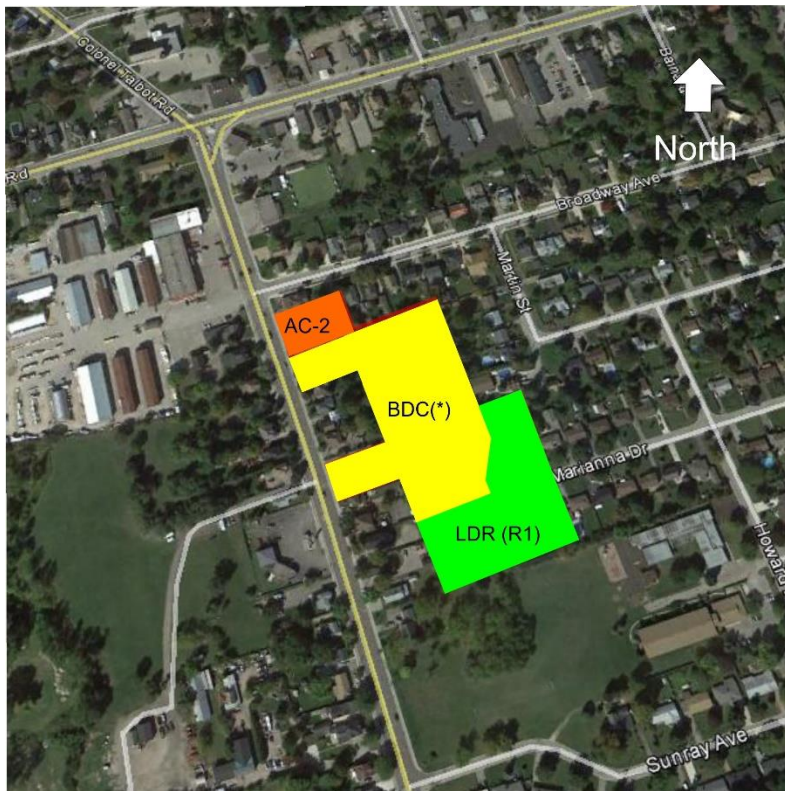 Colonel Talbot Rd
Baino
North
Rd
Broadway Ave
Martin St
AC-2
BDC(*)
Marianna Dr
LDR (R1)
Howard
Sunray Ave